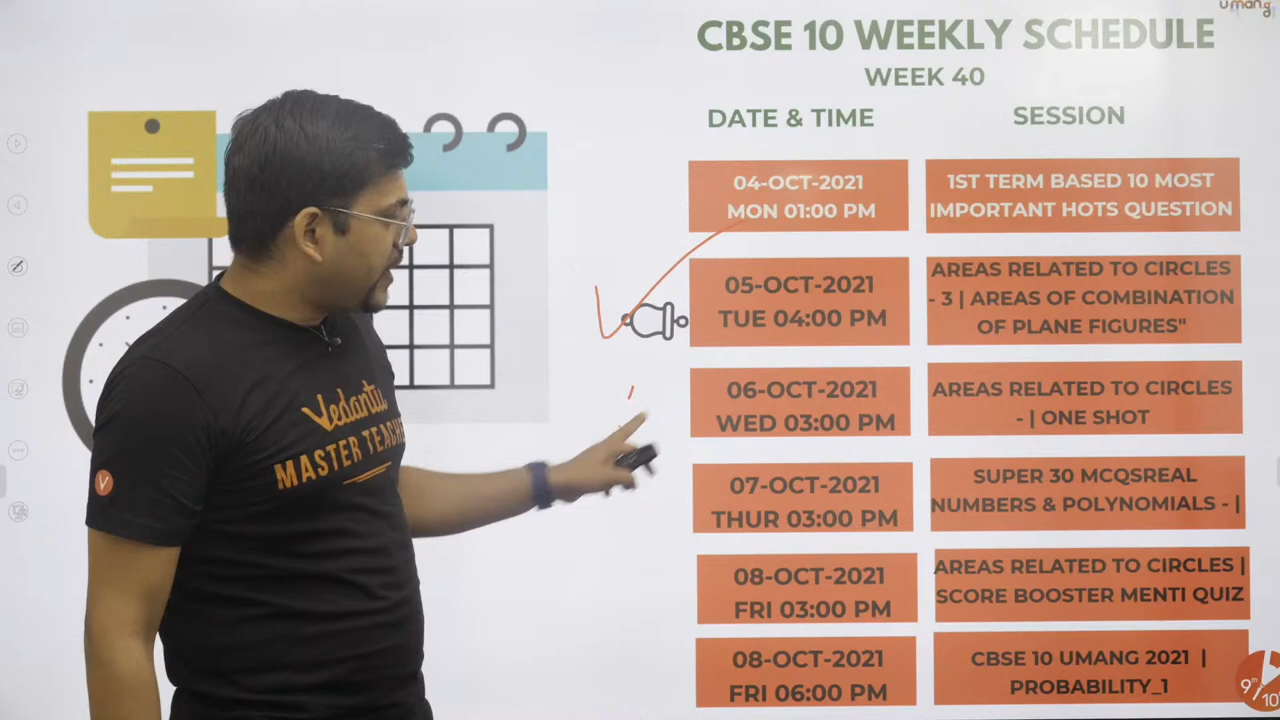 umang
CBSE 10 WEEKLY SCHEDULE
WEEK 40
DATE & TIME
SESSION
04-OCT-2021
MON 01:00 PM
1ST TERM BASED 10 MOST
IMPORTANT HOTS QUESTION
05-OCT-2021
TUE 04:00 PM
AREAS RELATED TO CIRCLES
- 3 | AREAS OF COMBINATION
OF PLANE FIGURES"
06-OCT-2021
WED 03:00 PM
AREAS RELATED TO CIRCLES
- | ONE SHOT
07-OCT-2021
THUR 03:00 PM
SUPER 30 MCQSREAL
NUMBERS & POLYNOMIALS - |
08-OCT-2021
FRI 03:00 PM
AREAS RELATED TO CIRCLES |
SCORE BOOSTER MENTI QUIZ
08-OCT-2021
FRI 06:00 PM
CBSE 10 UMANG 2021 |
PROBABILITY_1
Vedantu
MASTER TEACHE
V
9th/10th